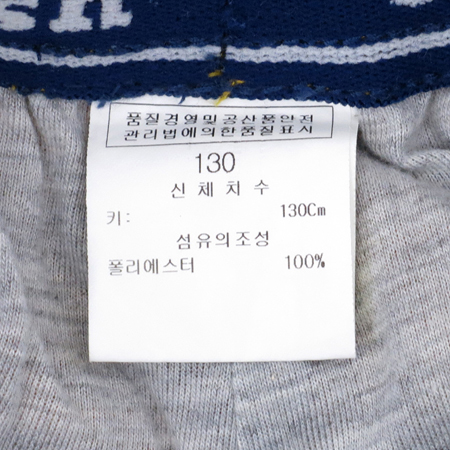 품질경영및공산품안전
관리법에의한품질표시
130
신체치수
키: 130Cm
섬유의조성
폴리에스터 100%